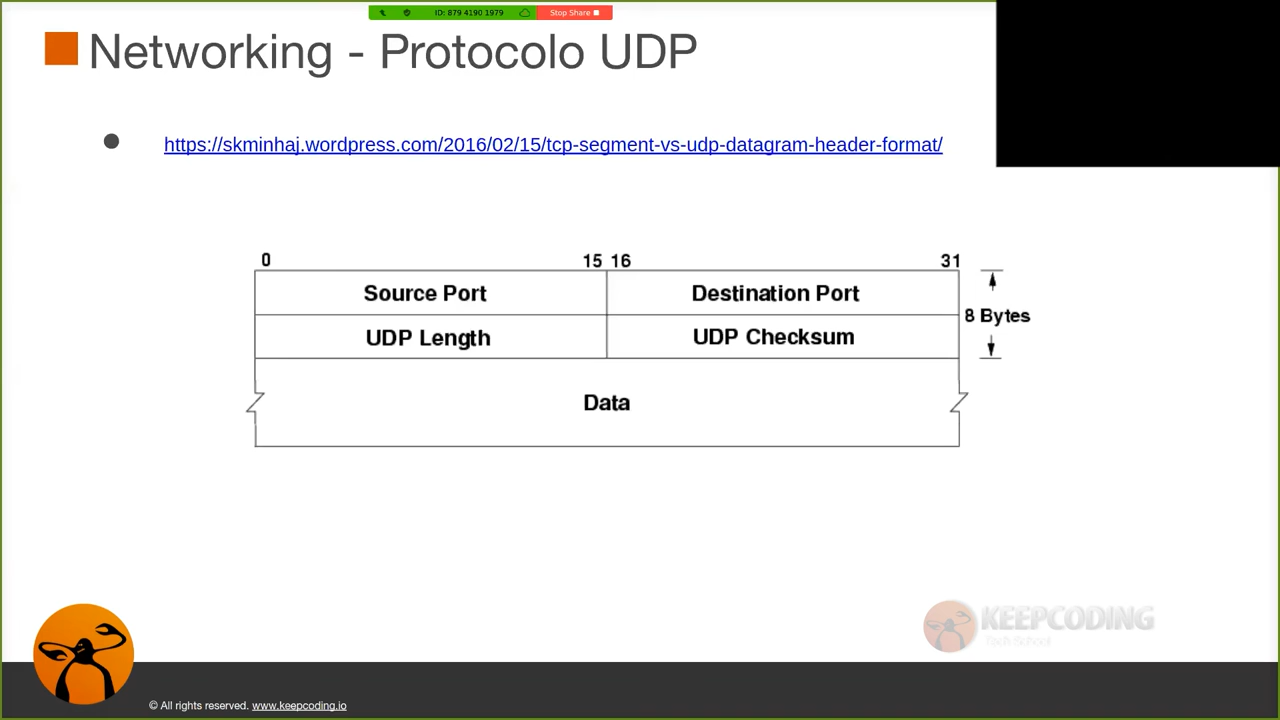 ID: 879 4190 1979 Stop Share
Networking - Protocolo UDP
https://skminhaj.wordpress.com/2016/02/15/tcp-segment-vs-udp-datagram-header-format/
0 15 16 31
Source Port Destination Port
8 Bytes
UDP Length UDP Checksum
Data
KEEPCODING
Tech School
© All rights reserved. www.keepcoding.io